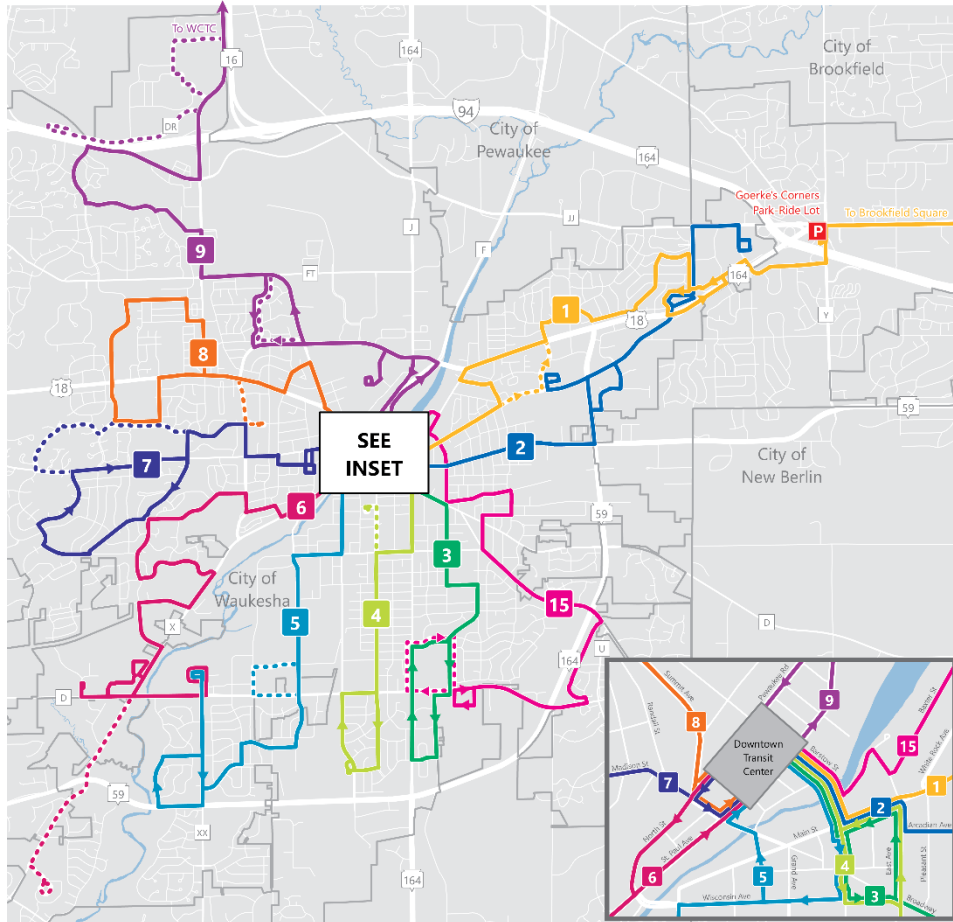 To WCTC
16
164
City of
Brookfield
DR
94
City of
Pewaukee
164
Goerke's Corners
Park-Ride Lot
P
To Brookfield Square
J
JJ
F
9
FT
164
1
18
Y
8
18
SEE
INSET
2
59
7
City of
New Berlin
6
59
3
City of
Waukesha
15
5
4
X
D
U
164
D
59
XX
164
Summit Ave
Pewaukee Rd
9
Baxter St
8
Randall St
Downtown
Transit
Center
Barstow St
15
White Rock Ave
Madison St
7
1
2
North St
St. Paul Ave
Main St
Arcadian Ave
6
5
Grand Ave
4
East Ave
Pleasant St
Wisconsin Ave
3
Broadway